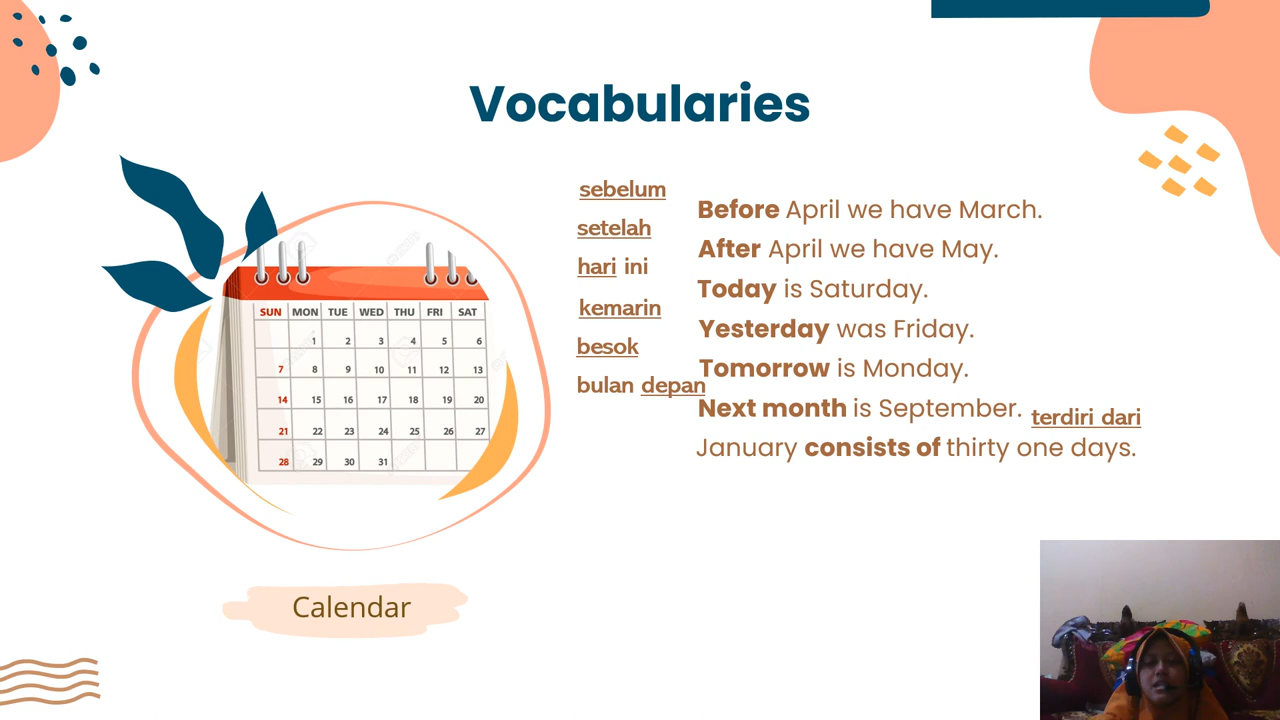 Vocabularies
sebelum
Before April we have March.
setelah
After April we have May.
hari ini
Today is Saturday.
kemarin
Yesterday was Friday.
besok
Tomorrow is Monday.
bulan depan
Next month is September.
terdiri dari
January consists of thirty one days.
SUN MON TUE WED THU FRI SAT
1 2 3 4 5 6
7 8 9 10 11 12 13
14 15 16 17 18 19 20
21 22 23 24 25 26 27
28 29 30 31
Calendar